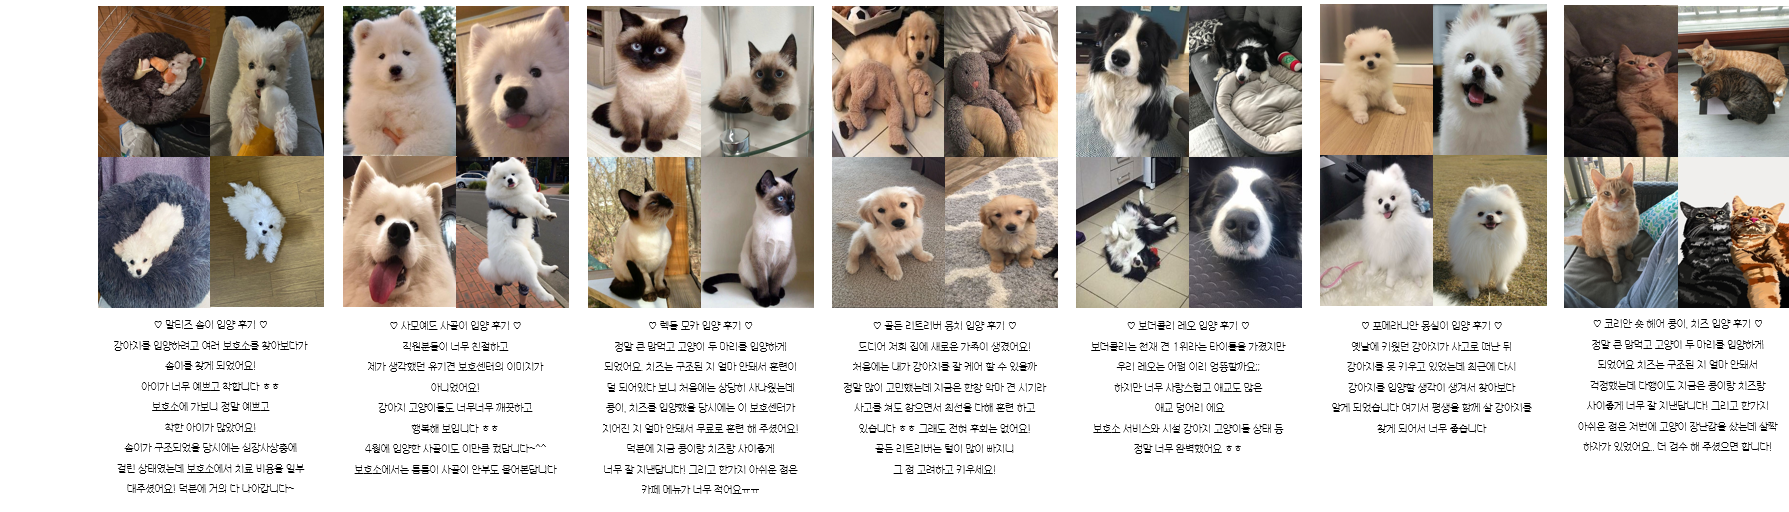 ♡ 말티즈 솜이 입양 후기 ♡
강아지를 입양하려고 여러 보호소를 찾아보다가
솜이를 찾게 되었어요!
아이가 너무 예쁘고 착합니다 ㅎㅎ
보호소에 가보니 정말 예쁘고
착한 아이가 많았어요!
솜이가 구조되었을 당시에는 심장사상충에
걸린 상태였는데 보호소에서 치료 비용을 일부
대주셨어요! 덕분에 거의 다 나아갑니다~
♡ 사모예드 사골이 입양 후기 ♡
직원분들이 너무 친절하고
제가 생각했던 유기견 보호센터의 이미지가
아니었어요!
강아지 고양이들도 너무너무 깨끗하고
행복해 보입니다 ㅎㅎ
4월에 입양한 사골이도 이만큼 컸답니다~^^
보호소에서는 틈틈이 사골이 안부도 물어본답니다
♡ 렉돌 모카 입양 후기 ♡
정말 큰 맘먹고 고양이 두 마리를 입양하게
되었어요. 치즈는 구조된 지 얼마 안돼서 훈련이
덜 되어있다 보니 처음에는 상당히 사나웠는데
콩이, 치즈를 입양했을 당시에는 이 보호센터가
지어진 지 얼마 안돼서 무료로 훈련 해 주셨어요!
덕분에 지금 콩이랑 치즈랑 사이좋게
너무 잘 지낸답니다! 그리고 한가지 아쉬운 점은
카페 메뉴가 너무 적어요ㅠㅠ
♡ 골든 리트리버 뭉치 입양 후기 ♡
드디어 저희 집에 새로운 가족이 생겼어요!
처음에는 내가 강아지를 잘 케어 할 수 있을까
정말 많이 고민했는데 지금은 한창 악마 견 시기라
사고를 쳐도 참으면서 최선을 다해 훈련 하고
있습니다 ㅎㅎ 그래도 전혀 후회는 없어요!
골든 리트리버는 털이 많이 빠지니
그 점 고려하고 키우세요!
♡ 보더콜리 레오 입양 후기 ♡
보더콜리는 천재 견 1위라는 타이틀을 가졌지만
우리 레오는 어쩜 이리 엉뚱할까요;;
하지만 너무 사랑스럽고 애교도 많은
애교 덩어리 에요
보호소 서비스와 시설 강아지 고양이들 상태 등
정말 너무 완벽했어요 ㅎㅎ
♡ 포메라니안 몽실이 입양 후기 ♡
옛날에 키웠던 강아지가 사고로 떠난 뒤
강아지를 못 키우고 있었는데 최근에 다시
강아지를 입양할 생각이 생겨서 찾아보다
알게 되었습니다 여기서 평생을 함께 살 강아지를
찾게 되어서 너무 좋습니다
♡ 코리안 숏 헤어 콩이, 치즈 입양 후기 ♡
정말 큰 맘먹고 고양이 두 마리를 입양하게
되었어요 치즈는 구조된 지 얼마 안돼서
걱정했는데 다행이도 지금은 콩이랑 치즈랑
사이좋게 너무 잘 지낸답니다! 그리고 한가지
아쉬운 점은 저번에 고양이 장난감을 샀는데 살짝
하자가 있었어요.. 더 검수 해 주셨으면 합니다!